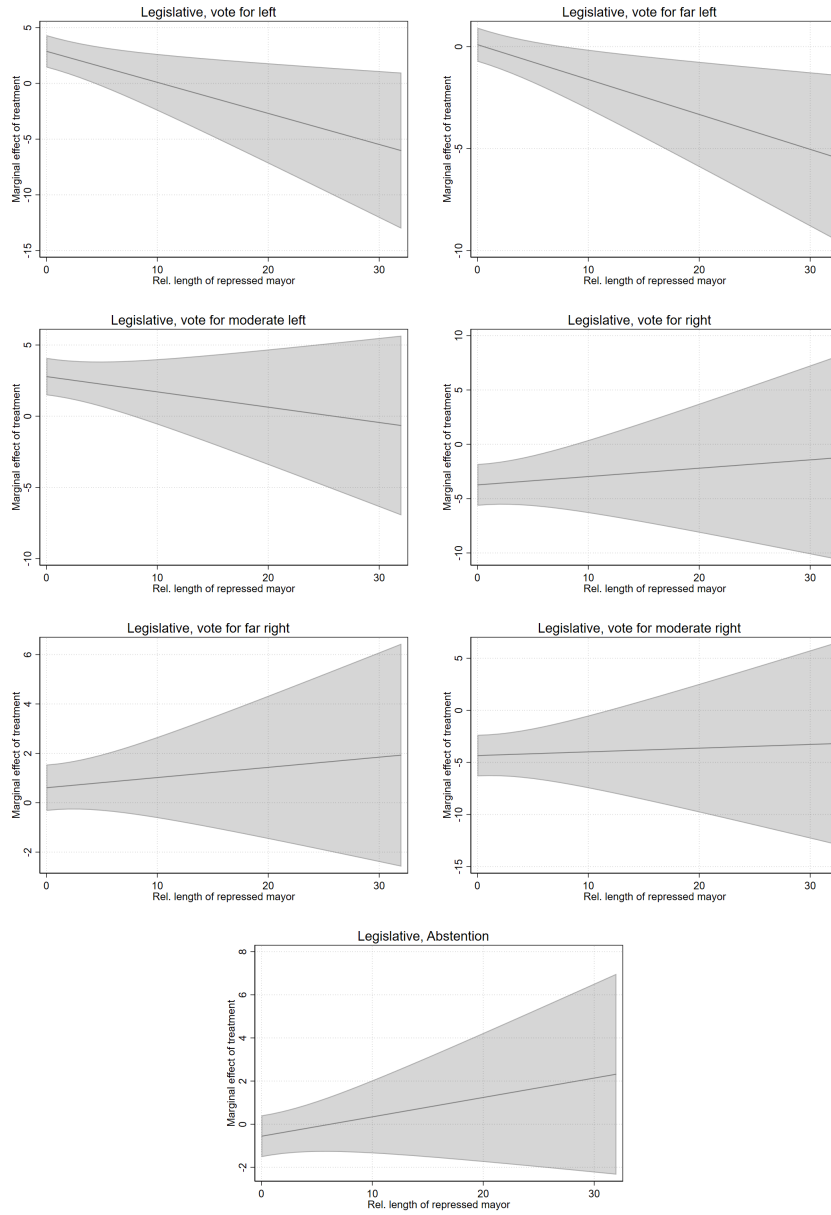 Legislative, vote for left
Marginal effect of treatment
5
0
-5
-10
-15
0 10 20 30
Rel. length of repressed mayor
Legislative, vote for far left
Marginal effect of treatment
0
-5
-10
0 10 20 30
Rel. length of repressed mayor
Legislative, vote for moderate left
Marginal effect of treatment
5
0
-5
-10
0 10 20 30
Rel. length of repressed mayor
Legislative, vote for right
Marginal effect of treatment
10
5
0
-5
-10
0 10 20 30
Rel. length of repressed mayor
Legislative, vote for far right
Marginal effect of treatment
6
4
2
0
-2
0 10 20 30
Rel. length of repressed mayor
Legislative, vote for moderate right
Marginal effect of treatment
5
0
-5
-10
-15
0 10 20 30
Rel. length of repressed mayor
Legislative, Abstention
Marginal effect of treatment
8
6
4
2
0
-2
0 10 20 30
Rel. length of repressed mayor